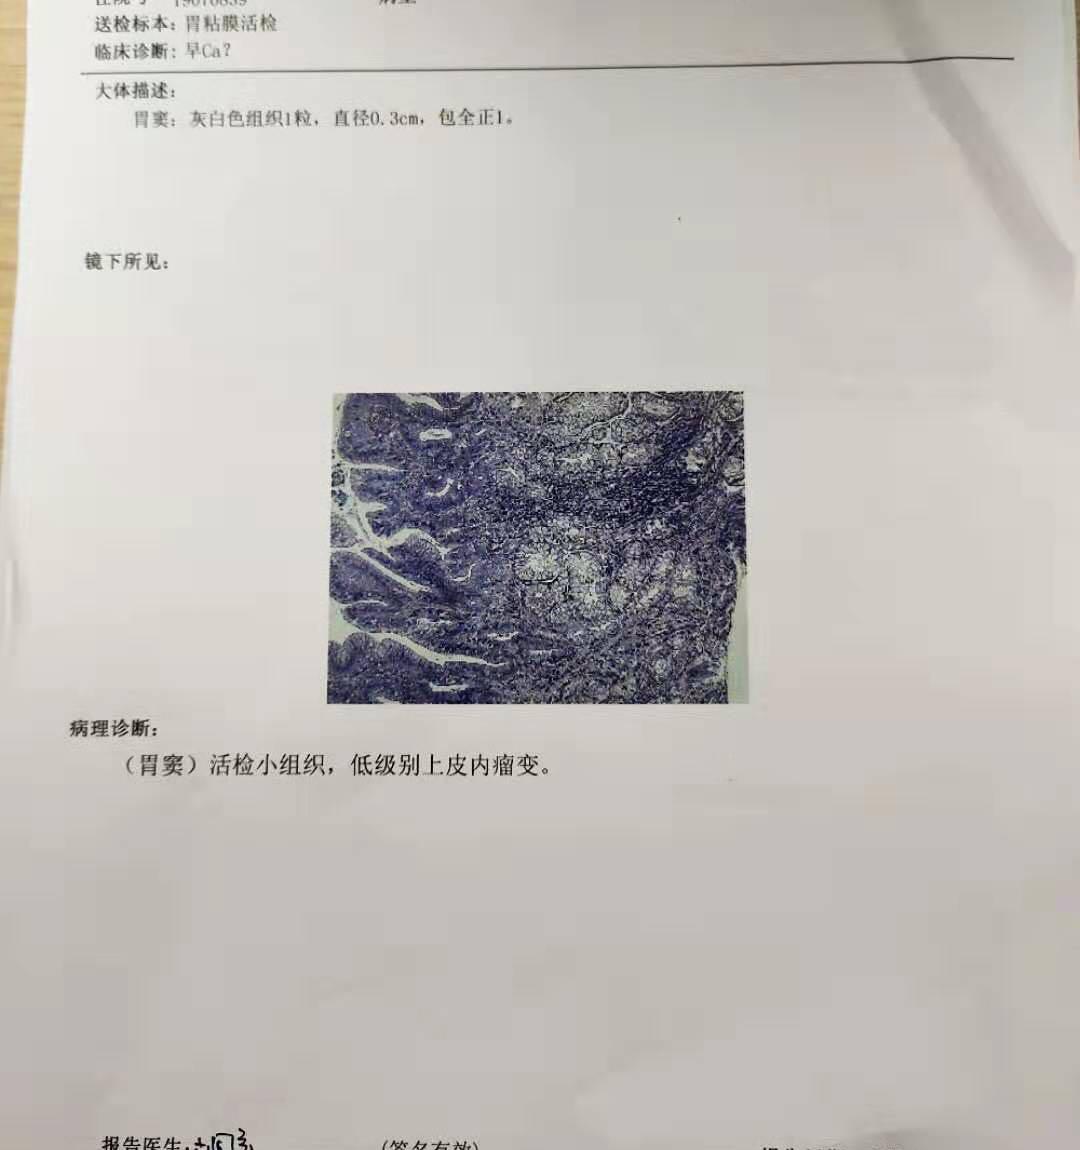 19070839
送检标本：胃粘膜活检
临床诊断：早Ca？
大体描述：
胃窦：灰白色组织1粒，直径0.3cm，包全正1。
镜下所见：
病理诊断：
（胃窦）活检小组织，低级别上皮内瘤变。
报告医生：
（签名有效）